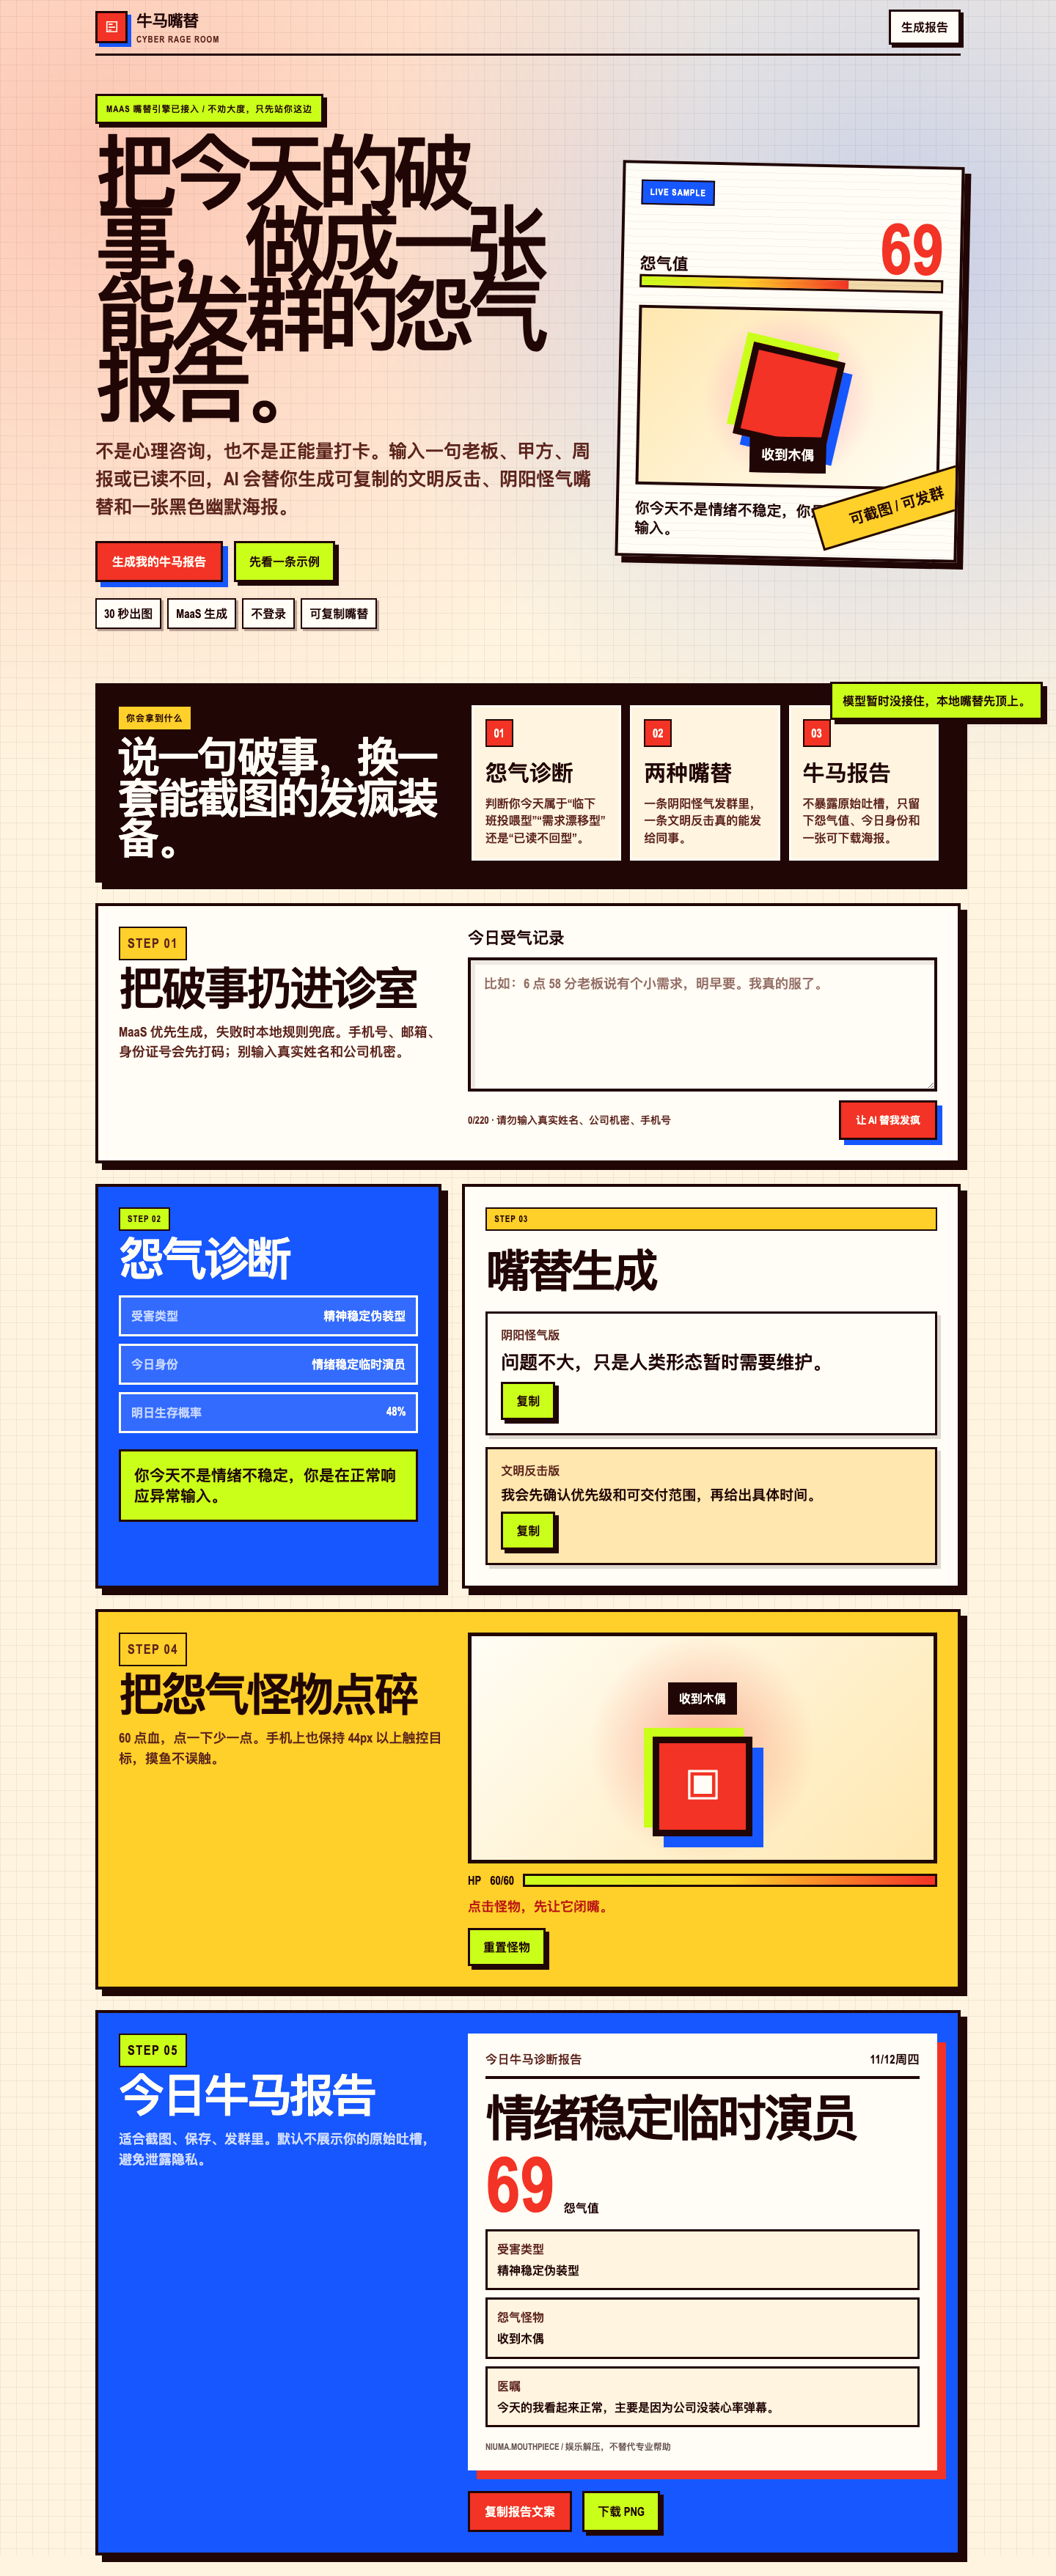 牛马嘴替
CYBER RAGE ROOM
生成报告
MAAS 嘴替引擎已接入 / 不劝大度，只先站你这边
把今天的破
事，做成一张
能发群的怨气
报告。
不是心理咨询，也不是正能量打卡。输入一句老板、甲方、周
报或已读不回，AI 会替你生成可复制的文明反击、阴阳怪气嘴
替和一张黑色幽默海报。
生成我的牛马报告
先看一条示例
30 秒出图
MaaS 生成
不登录
可复制嘴替
LIVE SAMPLE
怨气值
69
收到木偶
你今天不是情绪不稳定，你
输入。
可截图 / 可发群
模型暂时没接住，本地嘴替先顶上。
你会拿到什么
说一句破事，换一
套能截图的发疯装
备。
01
怨气诊断
判断你今天属于“临下
班投喂型”“需求漂移型”
还是“已读不回型”。
02
两种嘴替
一条阴阳怪气发群里，
一条文明反击真的能发
给同事。
03
牛马报告
不暴露原始吐槽，只留
下怨气值、今日身份和
一张可下载海报。
STEP 01
把破事扔进诊室
MaaS 优先生成，失败时本地规则兜底。手机号、邮箱、
身份证号会先打码；别输入真实姓名和公司机密。
今日受气记录
比如：6 点 58 分老板说有个小需求，明早要。我真的服了。
0/220 · 请勿输入真实姓名、公司机密、手机号
让 AI 替我发疯
STEP 02
怨气诊断
受害类型
精神稳定伪装型
今日身份
情绪稳定临时演员
明日生存概率
48%
你今天不是情绪不稳定，你是在正常响
应异常输入。
STEP 03
嘴替生成
阴阳怪气版
问题不大，只是人类形态暂时需要维护。
复制
文明反击版
我会先确认优先级和可交付范围，再给出具体时间。
复制
STEP 04
把怨气怪物点碎
60 点血，点一下少一点。手机上也保持 44px 以上触控目
标，摸鱼不误触。
收到木偶
HP 60/60
点击怪物，先让它闭嘴。
重置怪物
STEP 05
今日牛马报告
适合截图、保存、发群里。默认不展示你的原始吐槽，
避免泄露隐私。
今日牛马诊断报告
11/12周四
情绪稳定临时演员
69 怨气值
受害类型
精神稳定伪装型
怨气怪物
收到木偶
医嘱
今天的我看起来正常，主要是因为公司没装心率弹幕。
NIUMA.MOUTHPIECE / 娱乐解压，不替代专业帮助
复制报告文案
下载 PNG